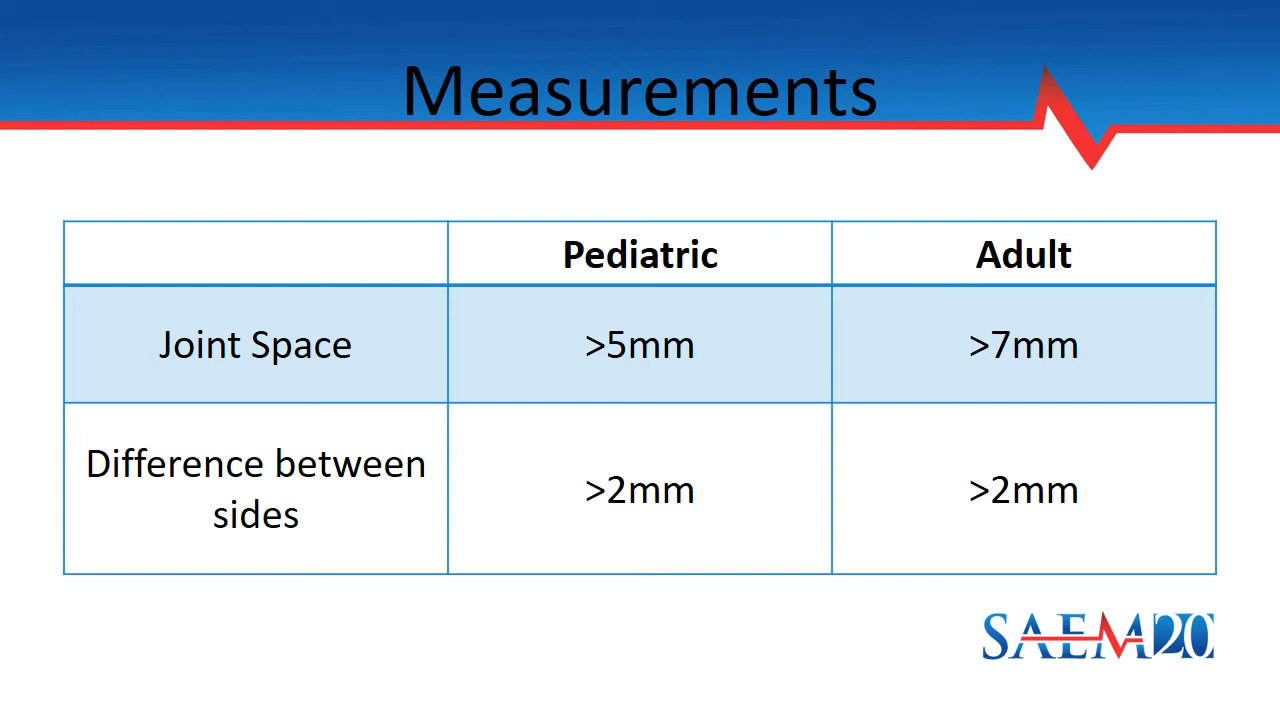 Measurements
Pediatric Adult
Joint Space >5mm >7mm
Difference between
sides >2mm >2mm
SAEM20